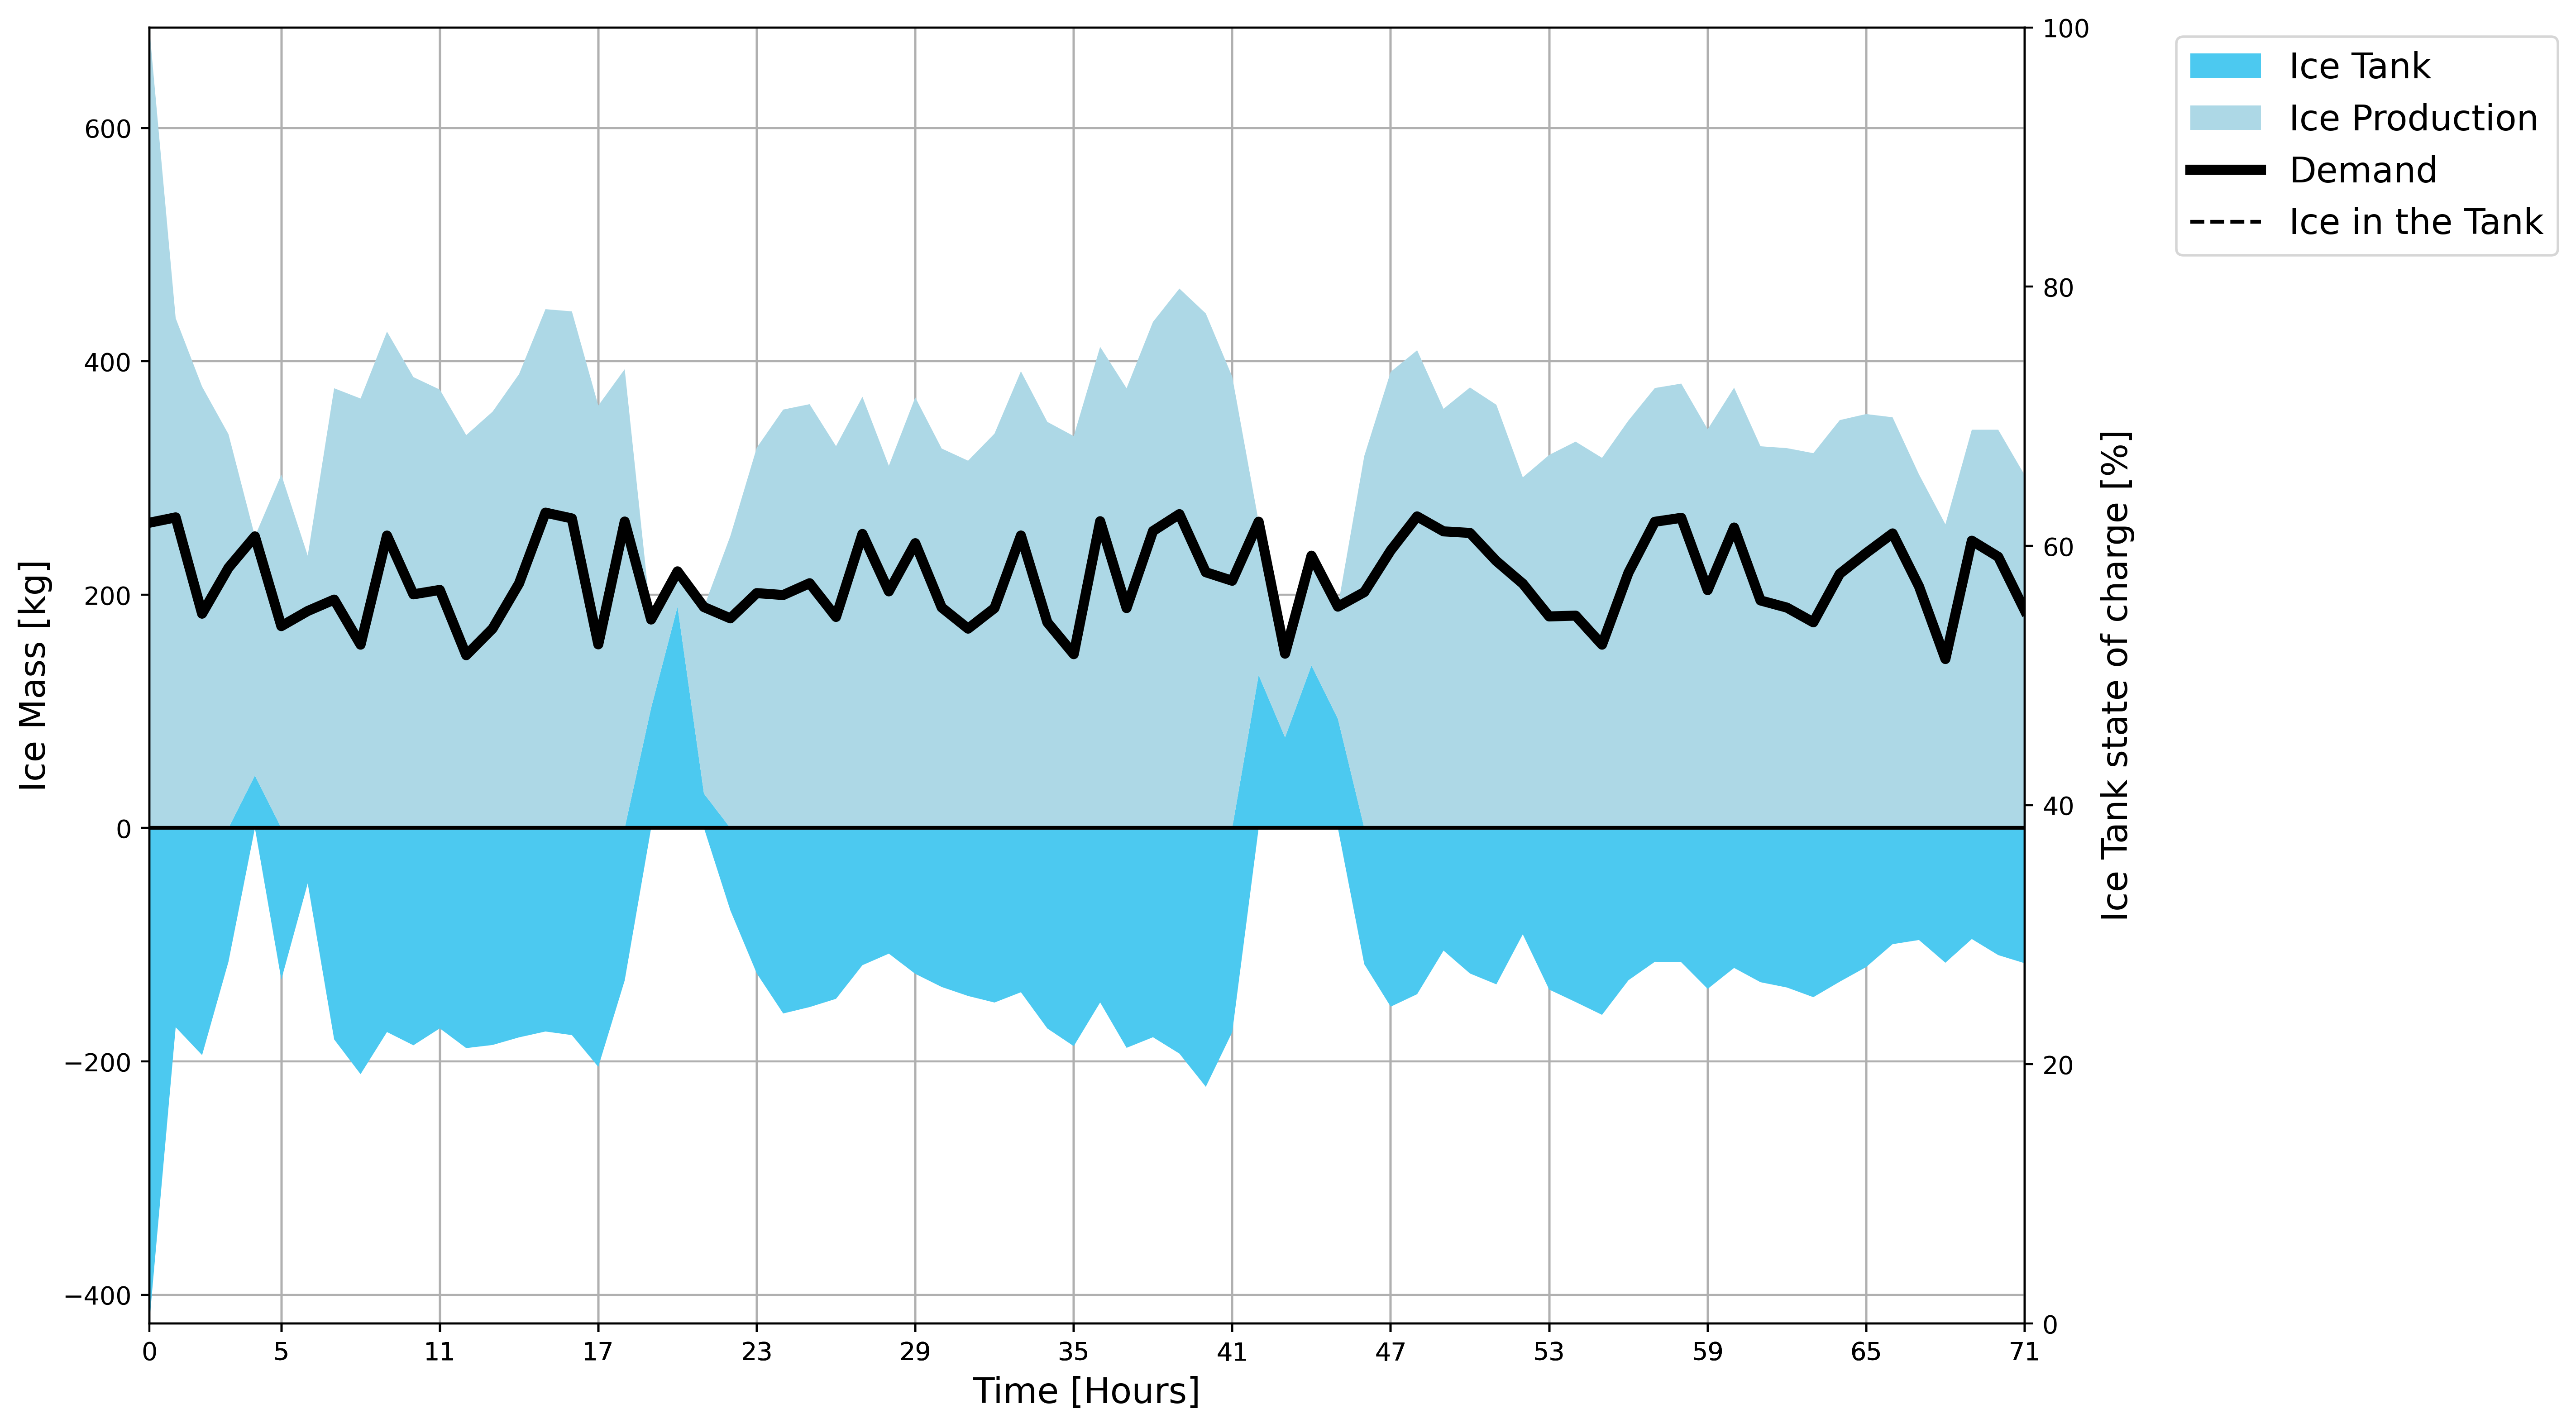 Ice Tank
Ice Production
Demand
Ice in the Tank
600
400
200
0
−200
−400
Ice Mass [kg]
100
80
60
40
20
0
Ice Tank state of charge [%]
0 5 11 17 23 29 35 41 47 53 59 65 71
Time [Hours]